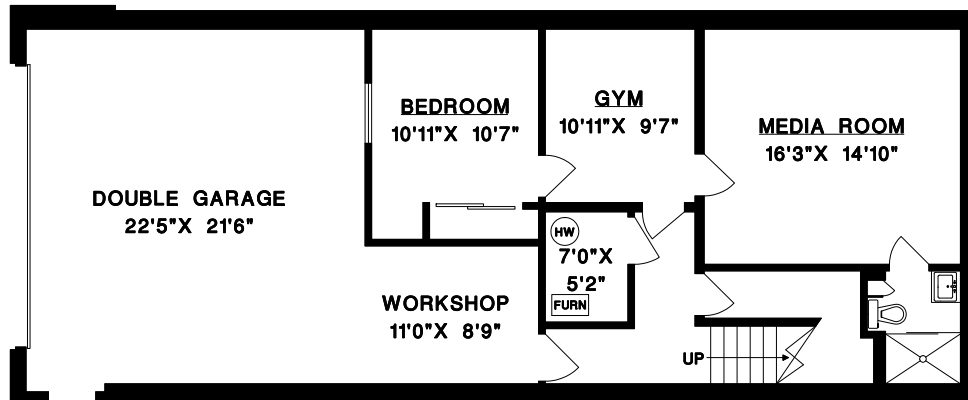 BEDROOM
10'11"X 10'7"
GYM
10'11"X 9'7"
MEDIA ROOM
16'3"X 14'10"
DOUBLE GARAGE
22'5"X 21'6"
HW
7'0"X
5'2"
FURN
WORKSHOP
11'0"X 8'9"
UP